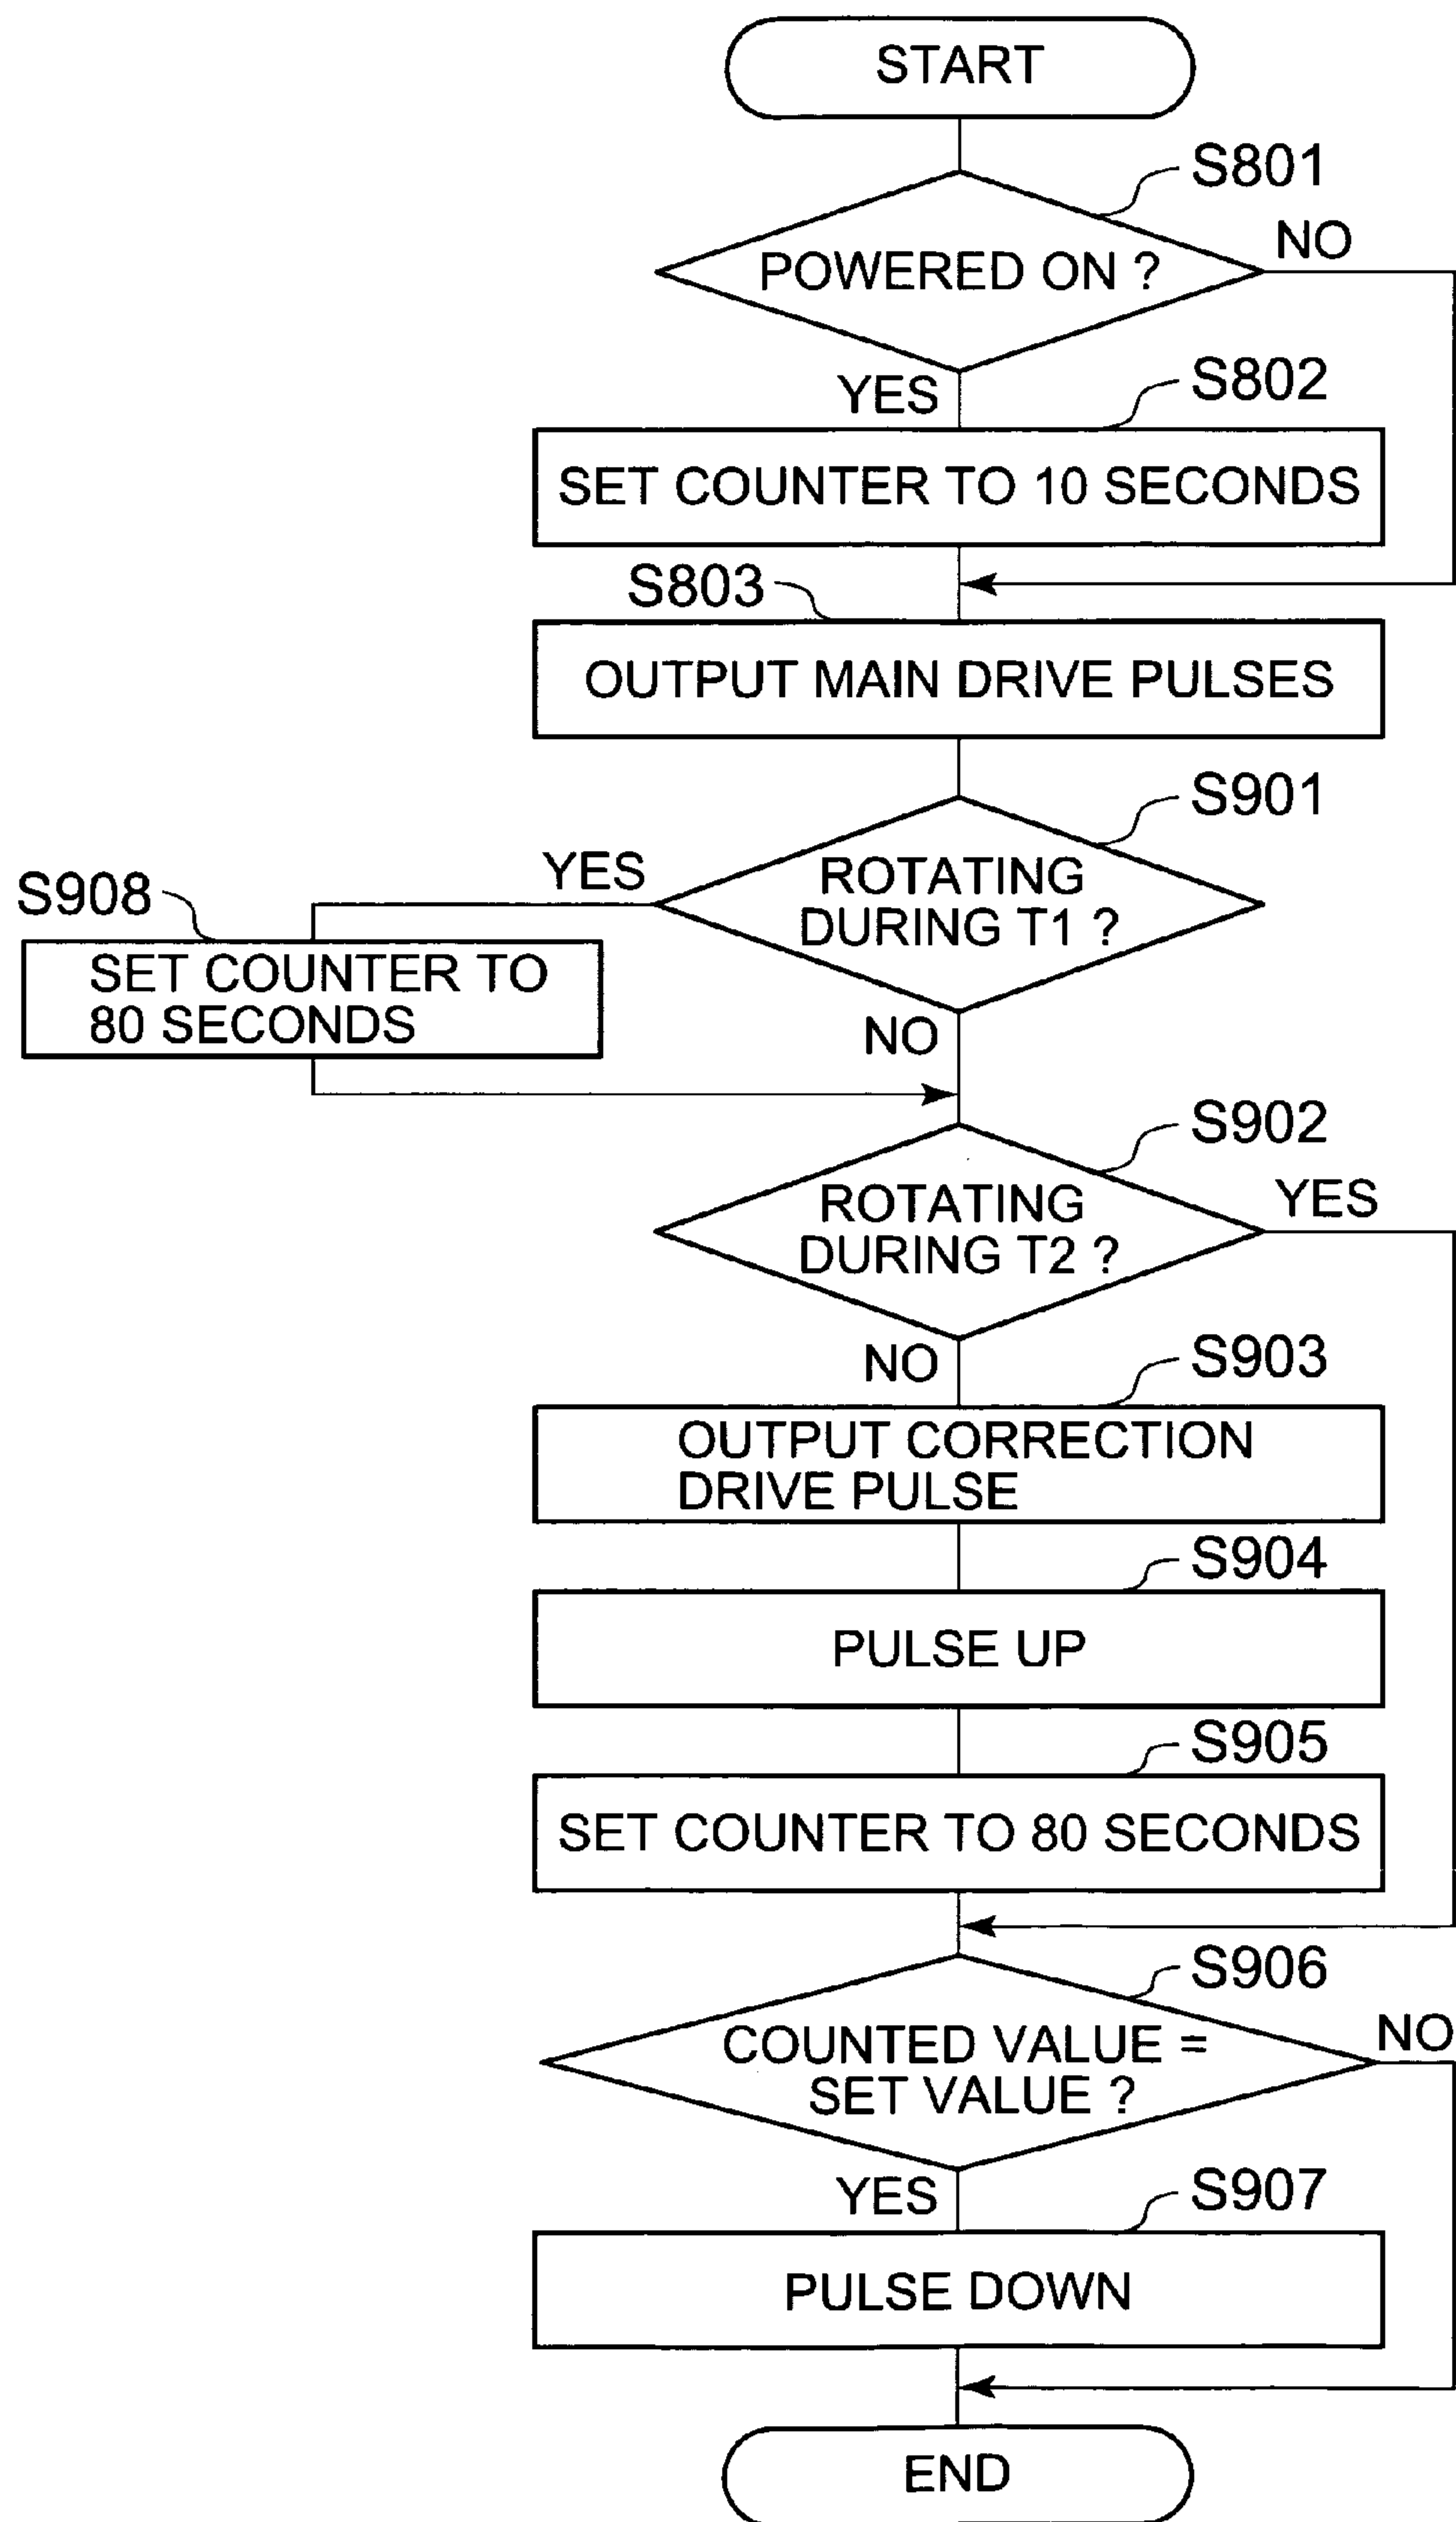 START
S801
POWERED ON ?
NO
YES
S802
SET COUNTER TO 10 SECONDS
S803
OUTPUT MAIN DRIVE PULSES
S901
ROTATING
DURING T1 ?
YES
S908
SET COUNTER TO
80 SECONDS
NO
S902
ROTATING
DURING T2 ?
YES
NO
S903
OUTPUT CORRECTION
DRIVE PULSE
S904
PULSE UP
S905
SET COUNTER TO 80 SECONDS
S906
COUNTED VALUE =
SET VALUE ?
NO
YES
S907
PULSE DOWN
END